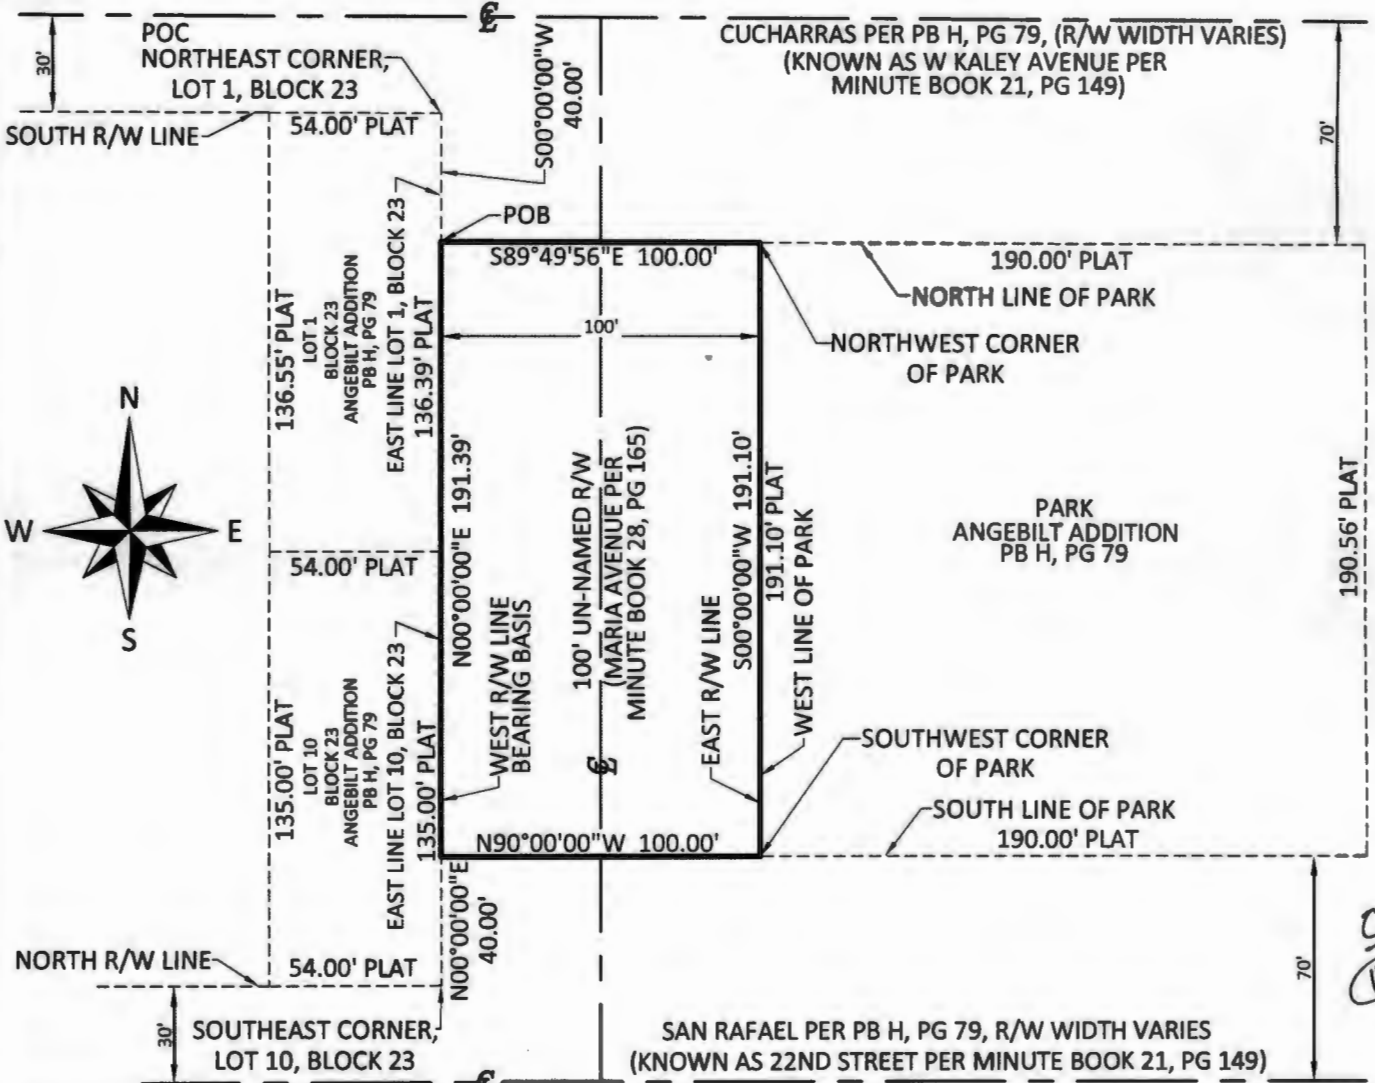 ℄
30'
POC
NORTHEAST CORNER,
LOT 1, BLOCK 23
S00°00'00"W
40.00'
CUCHARRAS PER PB H, PG 79, (R/W WIDTH VARIES)
(KNOWN AS W KALEY AVENUE PER
MINUTE BOOK 21, PG 149)
70'
SOUTH R/W LINE
54.00' PLAT
POB
S89°49'56"E 100.00'
190.00' PLAT
NORTH LINE OF PARK
100'
NORTHWEST CORNER
OF PARK
136.55' PLAT
LOT 1
BLOCK 23
ANGEBILT ADDITION
PB H, PG 79
EAST LINE LOT 1, BLOCK 23
136.39' PLAT
N
W
E
S
N00°00'00"E 191.39'
100' UN-NAMED R/W
(MARIA AVENUE PER
MINUTE BOOK 28, PG 165)
S00°00'00"W 191.10'
191.10' PLAT
WEST LINE OF PARK
EAST R/W LINE
PARK
ANGEBILT ADDITION
PB H, PG 79
190.56' PLAT
54.00' PLAT
135.00' PLAT
LOT 10
BLOCK 23
ANGEBILT ADDITION
PB H, PG 79
EAST LINE LOT 10, BLOCK 23
135.00' PLAT
WEST R/W LINE
BEARING BASIS
℄
SOUTHWEST CORNER
OF PARK
SOUTH LINE OF PARK
190.00' PLAT
N90°00'00"W 100.00'
N00°00'00"E
40.00'
NORTH R/W LINE
54.00' PLAT
70'
30'
SOUTHEAST CORNER,
LOT 10, BLOCK 23
SAN RAFAEL PER PB H, PG 79, R/W WIDTH VARIES
(KNOWN AS 22ND STREET PER MINUTE BOOK 21, PG 149)
℄